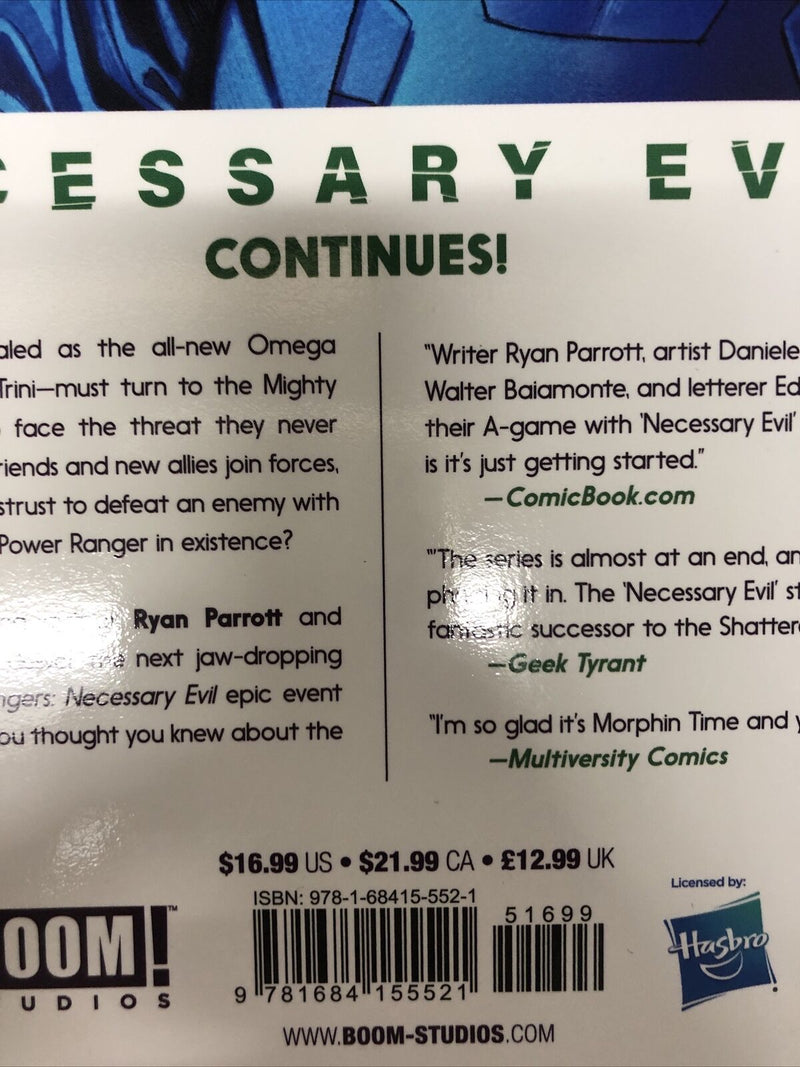 CESSARY EV
CONTINUES!
aled as the all-new Omega
Trini—must turn to the Mighty
face the threat they never
riends and new allies join forces,
strust to defeat an enemy with
Power Ranger in existence?
Ryan Parrott and
next jaw-dropping
ngers: Necessary Evil epic event
ou thought you knew about the
"Writer Ryan Parrott, artist Daniele
Walter Baiamonte, and letterer Ed
their A-game with 'Necessary Evil'
is it's just getting started."
—ComicBook.com
"'The series is almost at an end, an
it in. The 'Necessary Evil' st
fantastic successor to the Shattere
—Geek Tyrant
"I'm so glad it's Morphin Time and y
—Multiversity Comics
$16.99 US • $21.99 CA • £12.99 UK
ISBN: 978-1-68415-552-1
51699
9 781684 155521
WWW.BOOM-STUDIOS.COM
OOM!™
UDIOS
Licensed by:
Hasbro